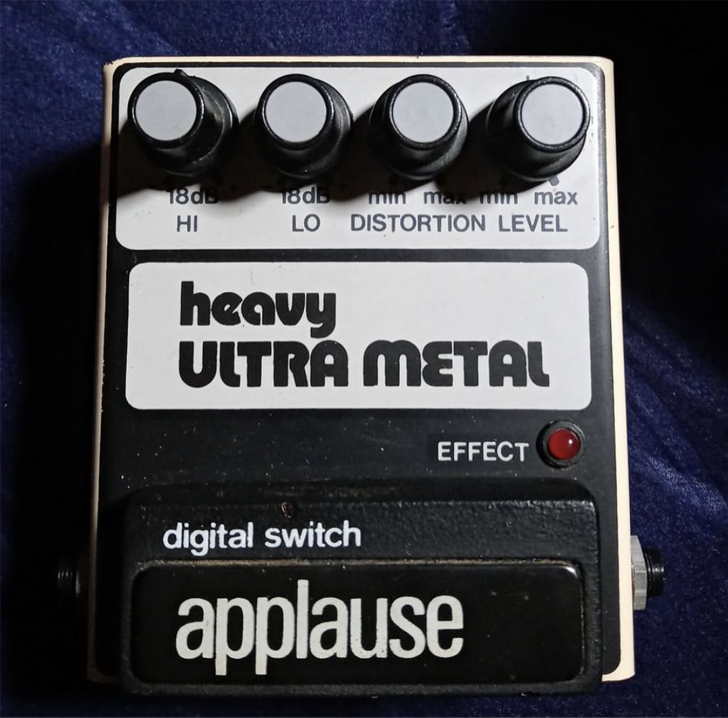 18dB + 18dB + min max min max
HI LO DISTORTION LEVEL
heavy
ULTRA METAL
EFFECT
digital switch
applause